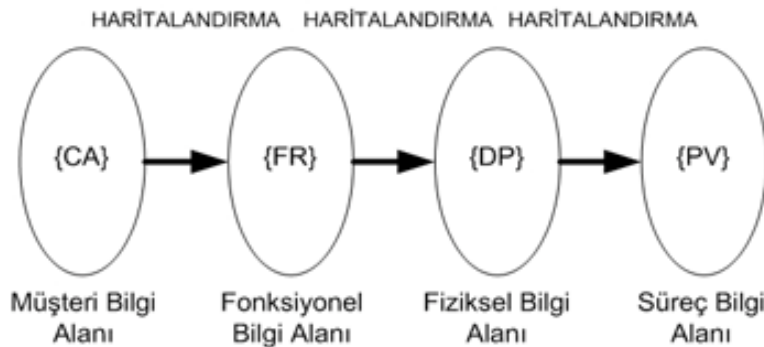 HARİTALANDIRMA HARİTALANDIRMA HARİTALANDIRMA
{CA} {FR} {DP} {PV}
Müşteri Bilgi Fonksiyonel Fiziksel Bilgi Süreç Bilgi
Alanı Bilgi Alanı Alanı Alanı